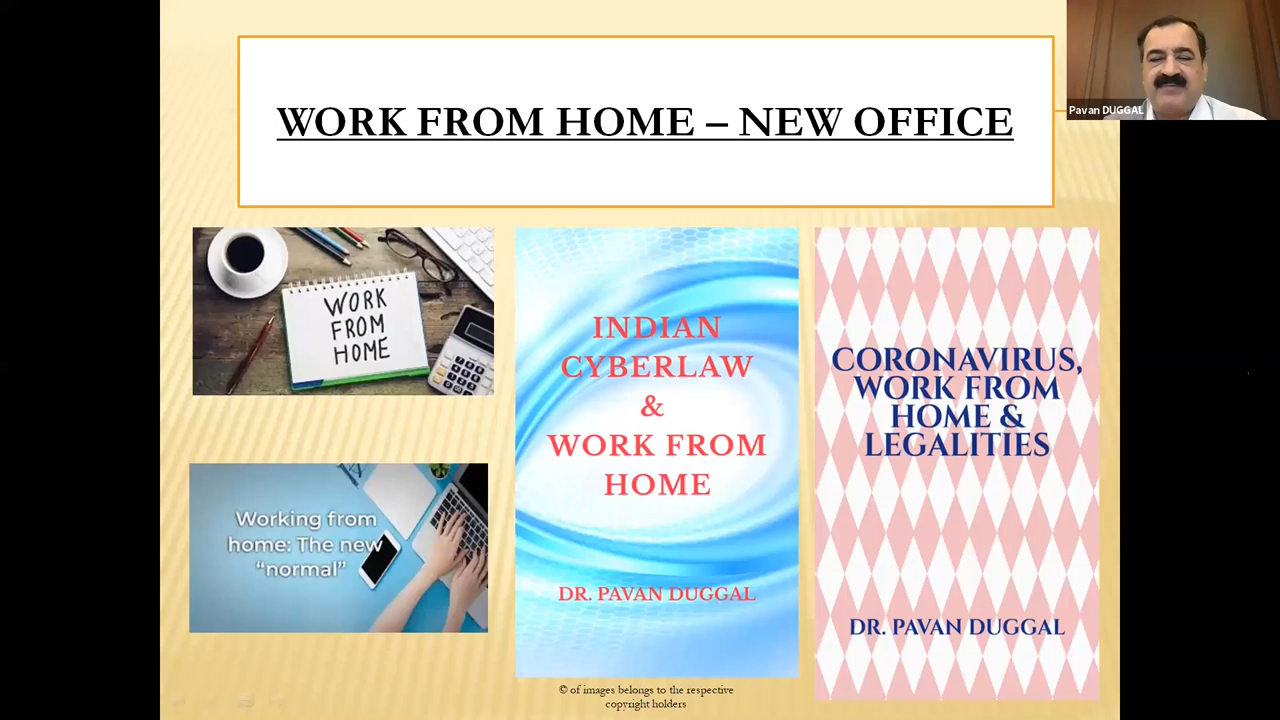 WORK FROM HOME – NEW OFFICE
Pavan DUGGAL
WORK
FROM
HOME
Working from
home: The new
“normal”
INDIAN
CYBERLAW
&
WORK FROM
HOME
DR. PAVAN DUGGAL
CORONAVIRUS,
WORK FROM
HOME &
LEGALITIES
DR. PAVAN DUGGAL
© of images belongs to the respective
copyright holders